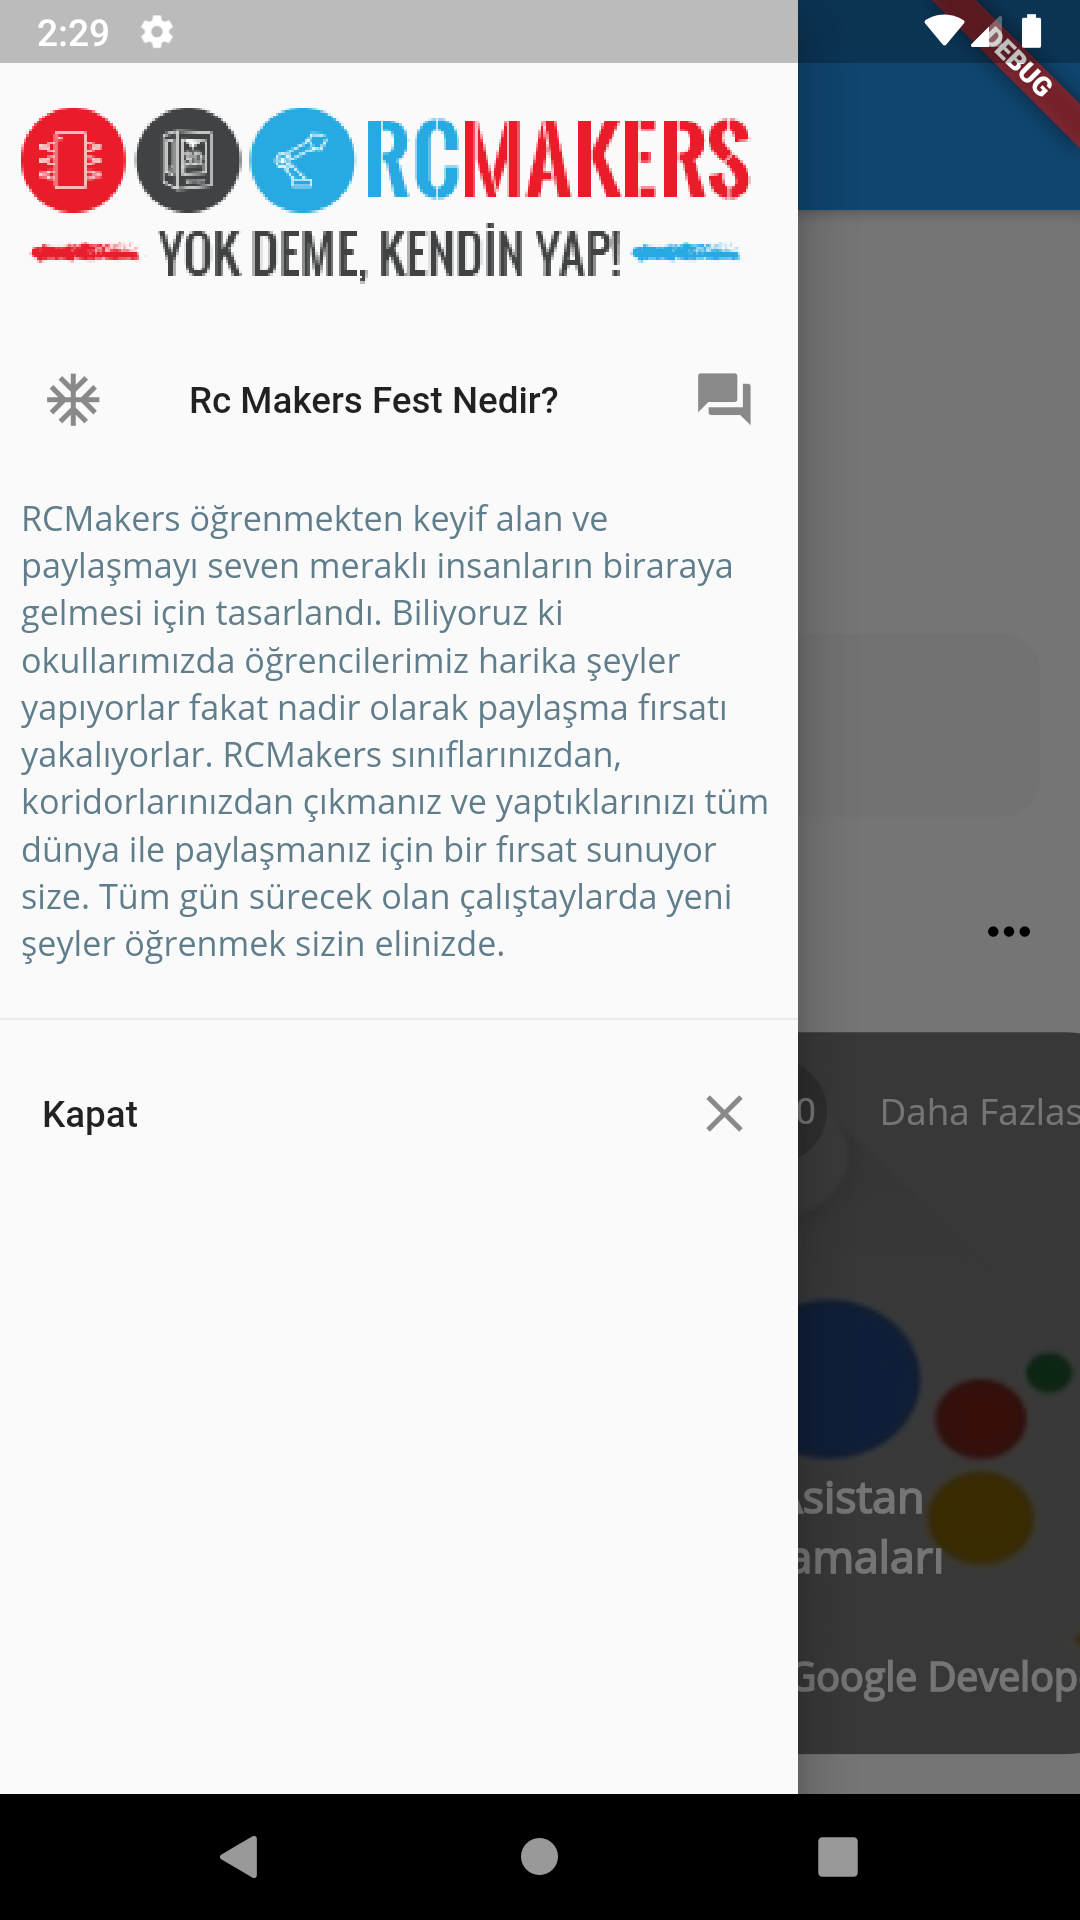 2:29
DEBUG
RCMAKERS
YOK DEME, KENDİN YAP!
Rc Makers Fest Nedir?
RCMakers öğrenmekten keyif alan ve
paylaşmayı seven meraklı insanların biraraya
gelmesi için tasarlandı. Biliyoruz ki
okullarımızda öğrencilerimiz harika şeyler
yapıyorlar fakat nadir olarak paylaşma fırsatı
yakalıyorlar. RCMakers sınıflarınızdan,
koridorlarınızdan çıkmanız ve yaptıklarınızı tüm
dünya ile paylaşmanız için bir fırsat sunuyor
size. Tüm gün sürecek olan çalıştaylarda yeni
şeyler öğrenmek sizin elinizde.
Kapat
0
Daha Fazlas
sistan
amaları
Google Develop